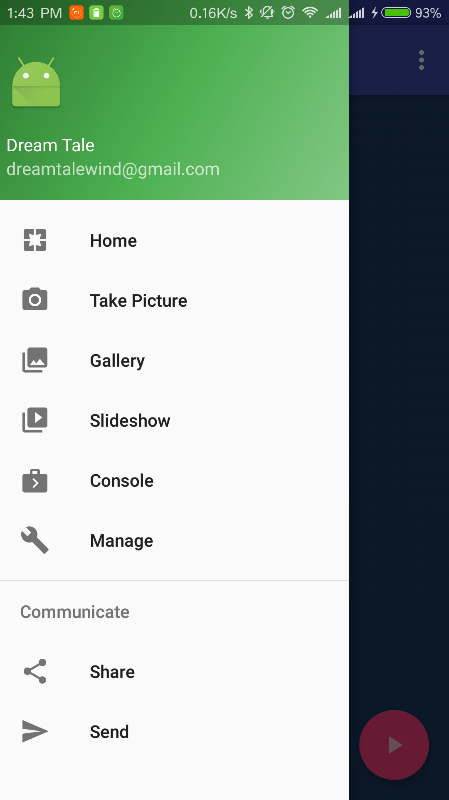 1:43 PM 0.16K/s 93%
Dream Tale
dreamtalewind@gmail.com
Home
Take Picture
Gallery
Slideshow
Console
Manage
Communicate
Share
Send